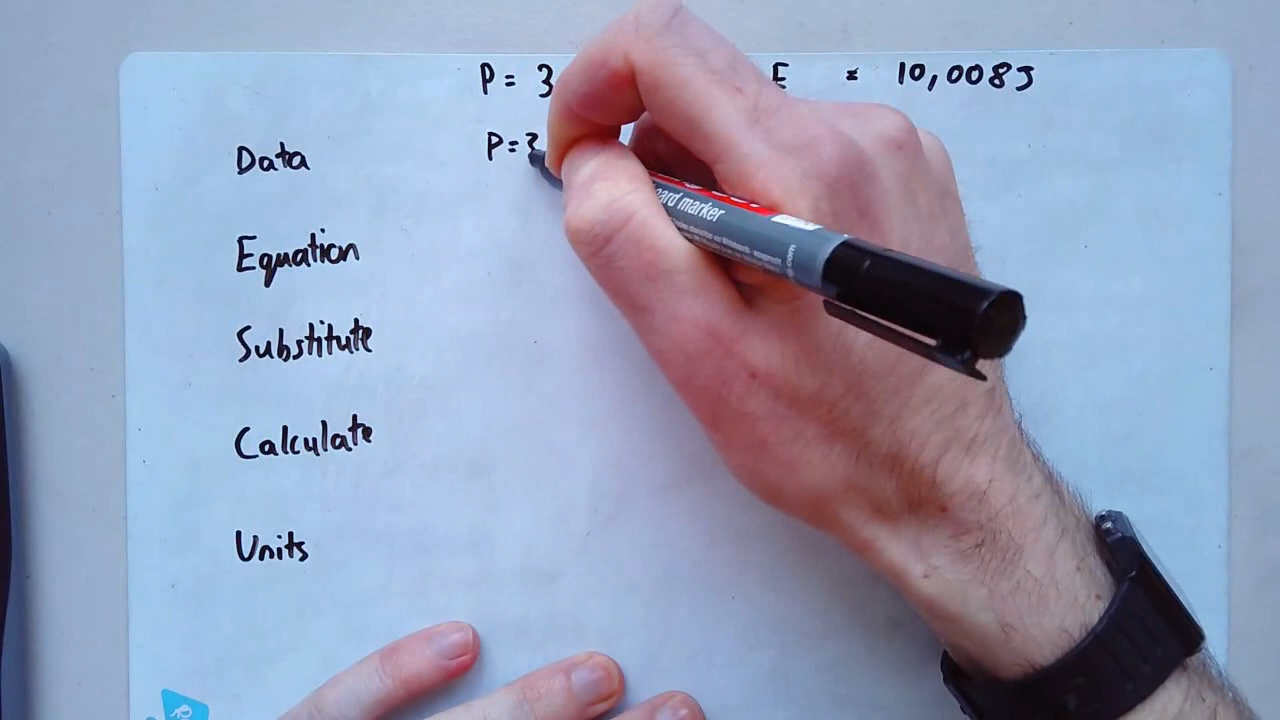 P = 3 E = 10,008J
Data P=3
Equation
Substitute
Calculate
Units
board marker